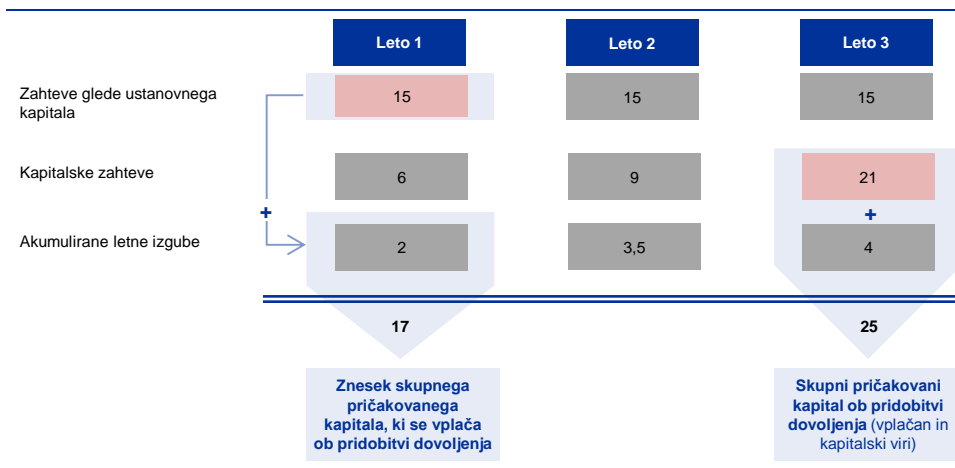 Leto 1 Leto 2 Leto 3
Zahteve glede ustanovnega
kapitala
15 15 15
Kapitalske zahteve 6 9 21
+ +
Akumulirane letne izgube 2 3,5 4
17 25
Znesek skupnega
pričakovanega
kapitala, ki se vplača
ob pridobitvi dovoljenja
Skupni pričakovani
kapital ob pridobitvi
dovoljenja (vplačan in
kapitalski viri)